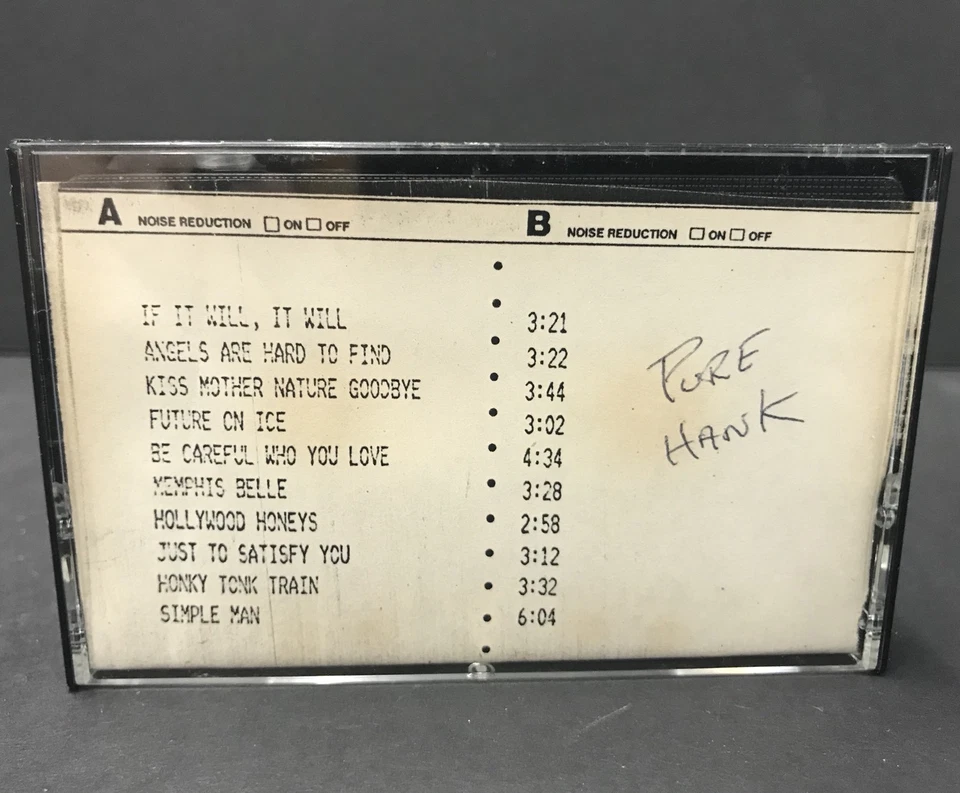 A NOISE REDUCTION ☐ ON ☐ OFF B NOISE REDUCTION ☐ ON ☐ OFF
IF IT WILL, IT WILL 3:21
ANGELS ARE HARD TO FIND 3:22
KISS MOTHER NATURE GOODBYE 3:44
FUTURE ON ICE 3:02
BE CAREFUL WHO YOU LOVE 4:34
MEMPHIS BELLE 3:28
HOLLYWOOD HONEYS 2:58
JUST TO SATISFY YOU 3:12
HONKY TONK TRAIN 3:32
SIMPLE MAN 6:04
PURE
HANK